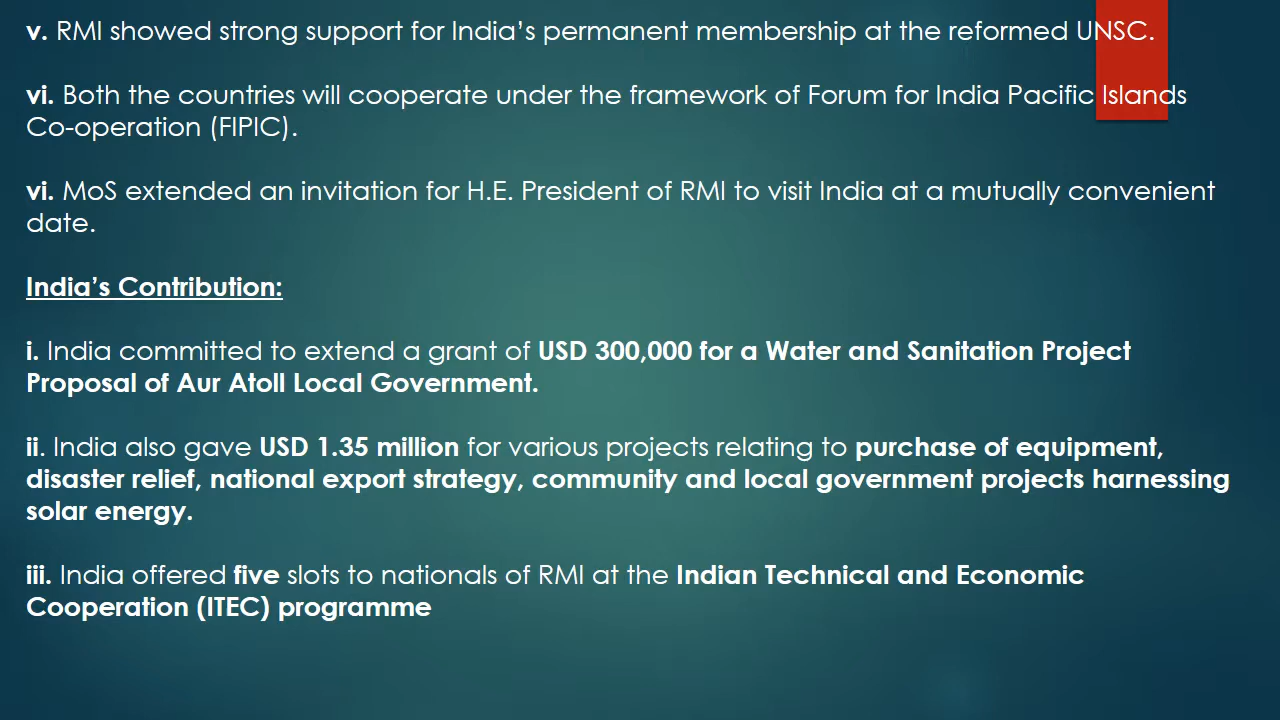 v. RMI showed strong support for India’s permanent membership at the reformed UNSC.
vi. Both the countries will cooperate under the framework of Forum for India Pacific Islands
Co-operation (FIPIC).
vi. MoS extended an invitation for H.E. President of RMI to visit India at a mutually convenient
date.
India’s Contribution:
i. India committed to extend a grant of USD 300,000 for a Water and Sanitation Project
Proposal of Aur Atoll Local Government.
ii. India also gave USD 1.35 million for various projects relating to purchase of equipment,
disaster relief, national export strategy, community and local government projects harnessing
solar energy.
iii. India offered five slots to nationals of RMI at the Indian Technical and Economic
Cooperation (ITEC) programme